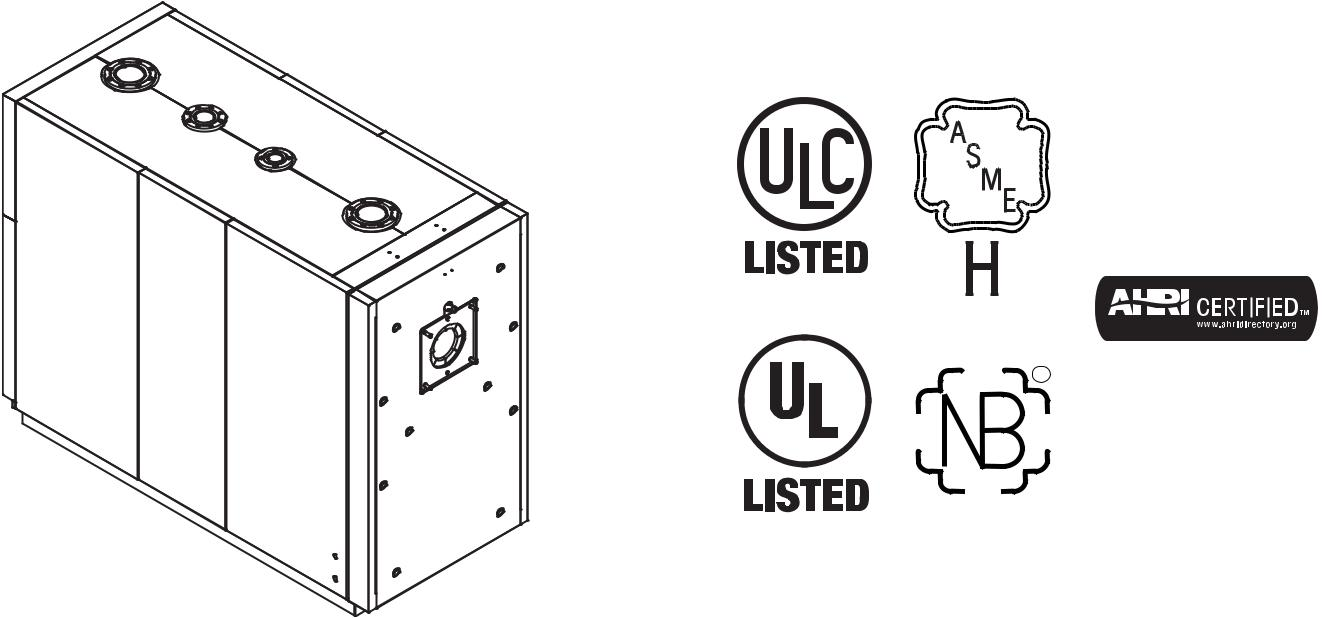 ULC
LISTED
A
S
M
E
H
AHRI CERTIFIED™
www.ahridirectory.org
UL
LISTED
NB